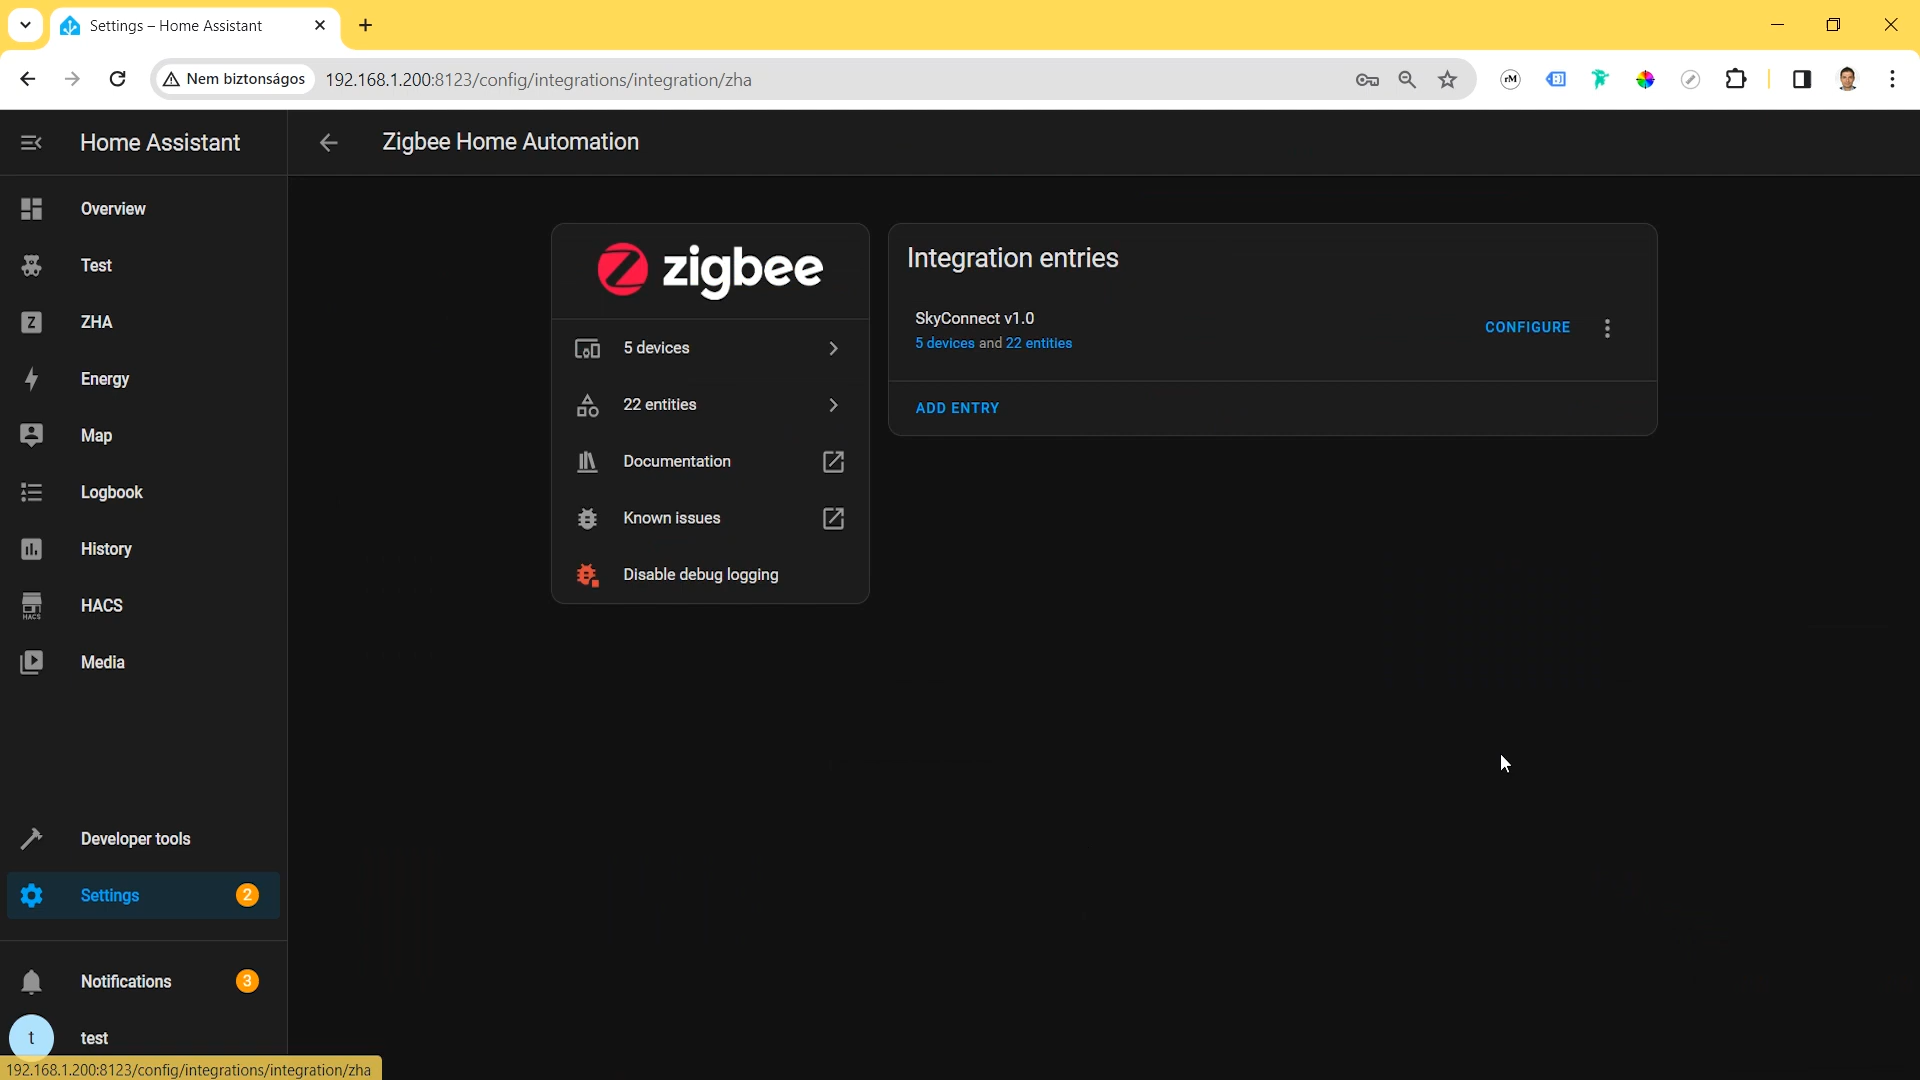 Settings – Home Assistant
Nem biztonságos
192.168.1.200:8123/config/integrations/integration/zha
rM
Home Assistant
Zigbee Home Automation
Overview
Test
Z
ZHA
Energy
Map
Logbook
History
HACS
HACS
Media
Developer tools
Settings
2
Notifications
3
t
test
zigbee
5 devices
22 entities
Documentation
Known issues
Disable debug logging
Integration entries
SkyConnect v1.0
5 devices and 22 entities
CONFIGURE
ADD ENTRY
192.168.1.200:8123/config/integrations/integration/zha